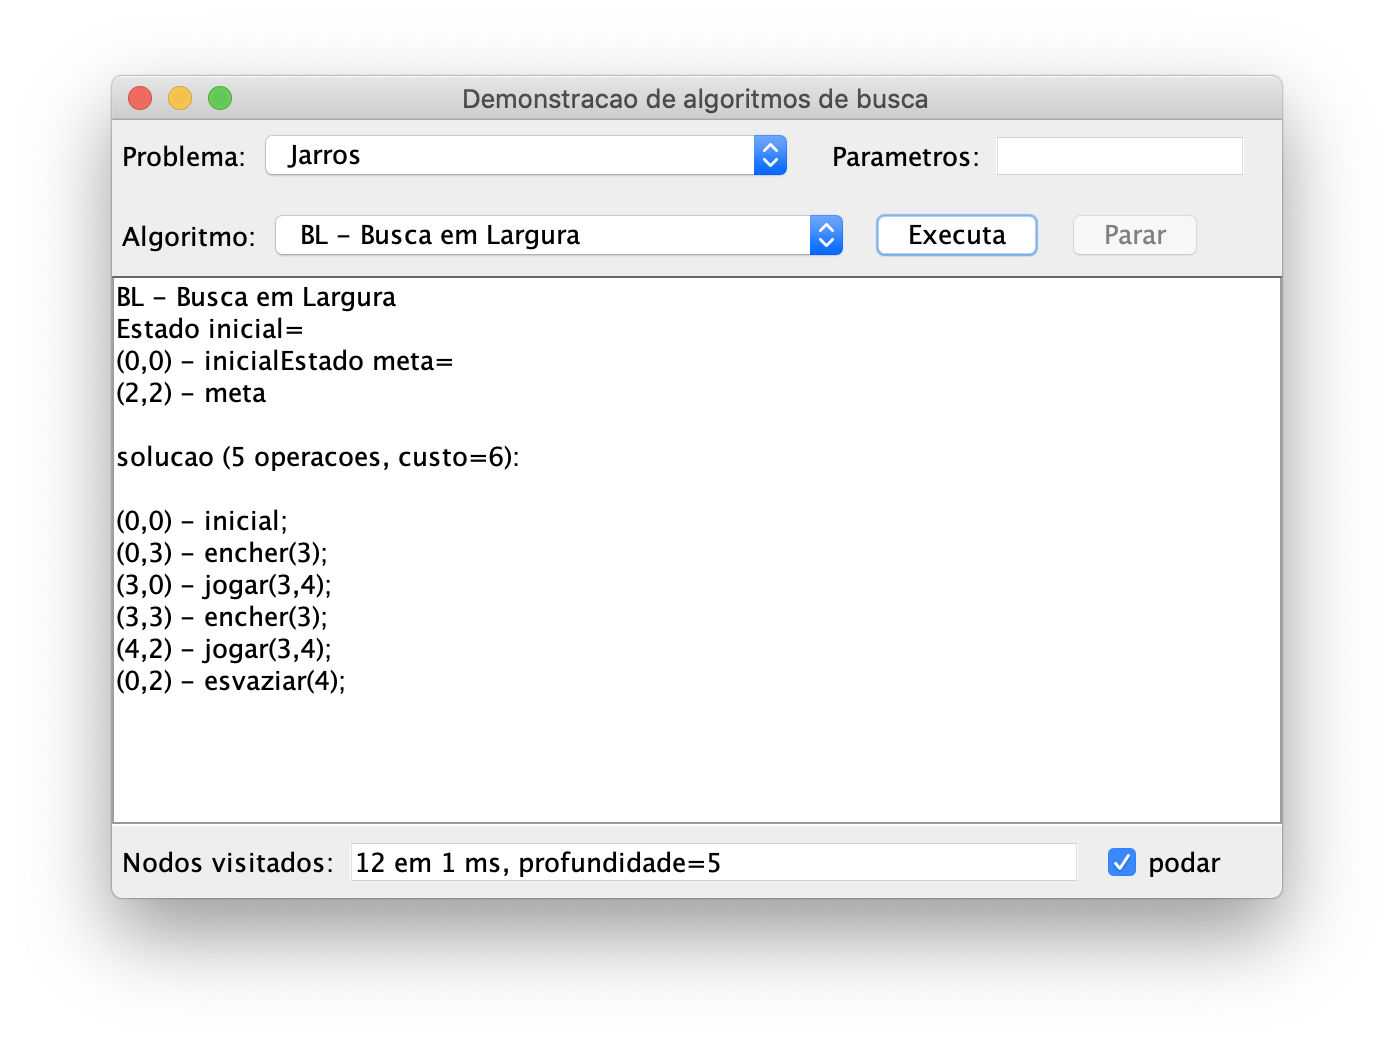 Demonstracao de algoritmos de busca
Problema: Jarros Parametros:
Algoritmo: BL – Busca em Largura Executa Parar
BL – Busca em Largura
Estado inicial=
(0,0) – inicialEstado meta=
(2,2) – meta
solucao (5 operacoes, custo=6):
(0,0) – inicial;
(0,3) – encher(3);
(3,0) – jogar(3,4);
(3,3) – encher(3);
(4,2) – jogar(3,4);
(0,2) – esvaziar(4);
Nodos visitados: 12 em 1 ms, profundidade=5 podar